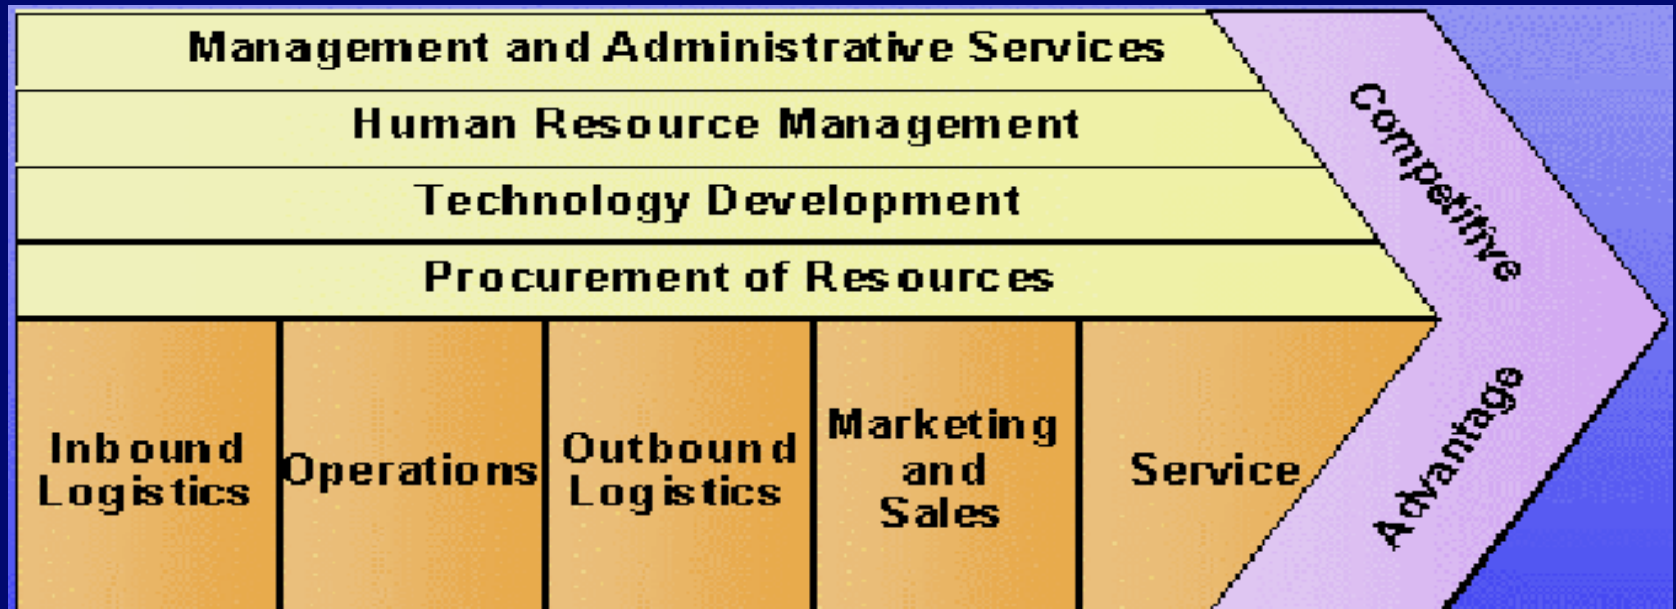 Management and Administrative Services
Human Resource Management
Technology Development
Procurement of Resources
Inbound
Logistics
Operations
Outbound
Logistics
Marketing
and
Sales
Service
Competitive
Advantage